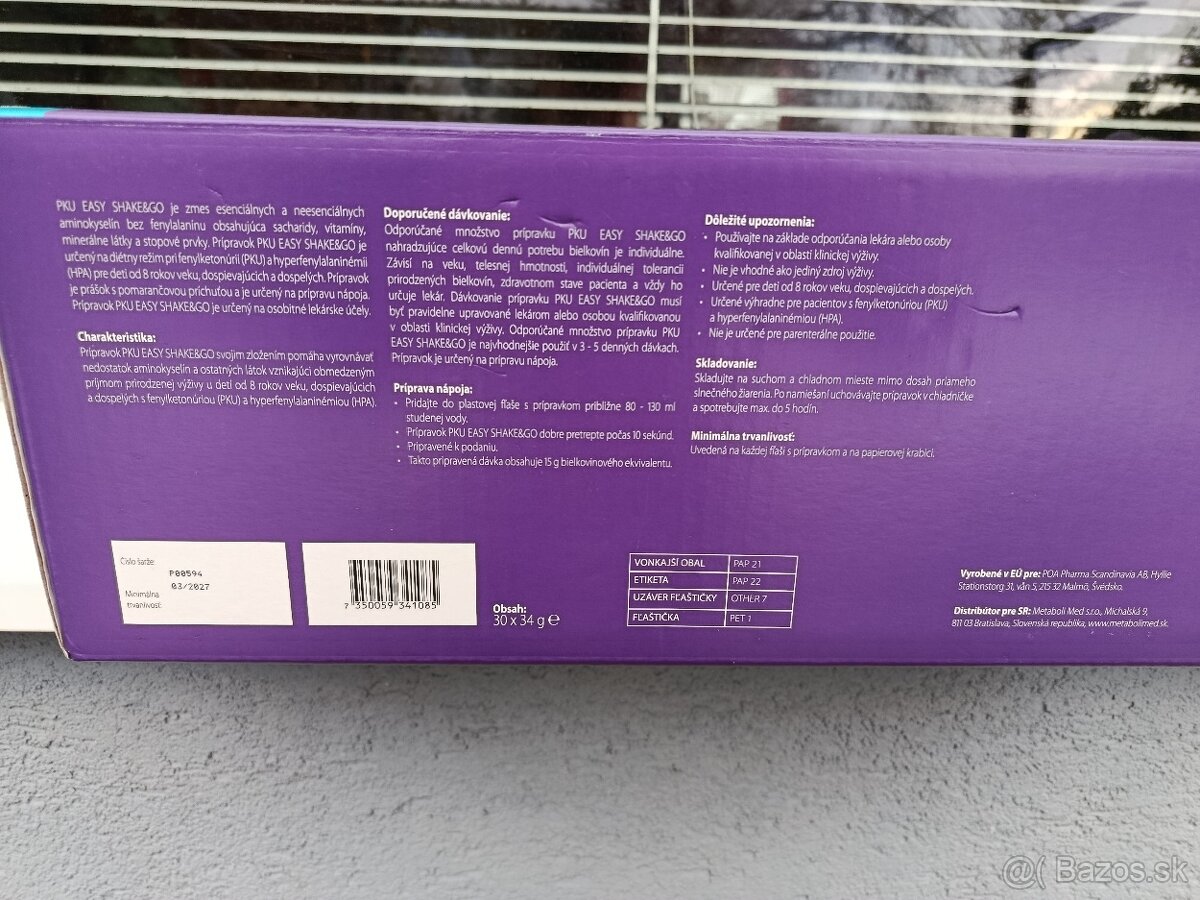 PKU EASY SHAKE&GO je zmes esenciálnych a neesenciálnych
aminokyselín bez fenylalanínu obsahujúca sacharidy, vitamíny,
minerálne látky a stopové prvky. Prípravok PKU EASY SHAKE&GO je
určený na diétny režim pri fenylketonúrii (PKU) a hyperfenylalaninémii
(HPA) pre deti od 8 rokov veku, dospievajúcich a dospelých. Prípravok
je prášok s pomarančovou príchuťou a je určený na prípravu nápoja.
Prípravok PKU EASY SHAKE&GO je určený na osobitné lekárske účely.
Charakteristika:
Prípravok PKU EASY SHAKE&GO svojim zložením pomáha vyrovnávať
nedostatok aminokyselín a ostatných látok vznikajúci obmedzeným
príjmom prirodzenej výživy u detí od 8 rokov veku, dospievajúcich
a dospelých s fenylketonúriou (PKU) a hyperfenylalaninémiou (HPA).
Doporučené dávkovanie:
Odporúčané množstvo prípravku PKU EASY SHAKE&GO
nahradzujúce celkovú dennú potrebu bielkovín je individuálne.
Závisí na veku, telesnej hmotnosti, individuálnej tolerancii
prirodzených bielkovín, zdravotnom stave pacienta a vždy ho
určuje lekár. Dávkovanie prípravku PKU EASY SHAKE&GO musí
byť pravidelne upravované lekárom alebo osobou kvalifikovanou
v oblasti klinickej výživy. Odporúčané množstvo prípravku PKU
EASY SHAKE&GO je najvhodnejšie použiť v 3 - 5 denných dávkach.
Prípravok je určený na prípravu nápoja.
Príprava nápoja:
• Pridajte do plastovej fľaše s prípravkom približne 80 - 130 ml
studenej vody.
• Prípravok PKU EASY SHAKE&GO dobre pretrepte počas 10 sekúnd.
• Pripravené k podaniu.
• Takto pripravená dávka obsahuje 15 g bielkovinového ekvivalentu.
Dôležité upozornenia:
• Používajte na základe odporúčania lekára alebo osoby
kvalifikovanej v oblasti klinickej výživy.
• Nie je vhodné ako jediný zdroj výživy.
• Určené pre deti od 8 rokov veku, dospievajúcich a dospelých.
• Určené výhradne pre pacientov s fenylketonúriou (PKU)
a hyperfenylalaninémiou (HPA).
• Nie je určené pre parenterálne použitie.
Skladovanie:
Skladujte na suchom a chladnom mieste mimo dosah priameho
slnečného žiarenia. Po namiešaní uchovávajte prípravok v chladničke
a spotrebujte max. do 5 hodín.
Minimálna trvanlivosť:
Uvedená na každej fľaši s prípravkom a na papierovej krabici.
Číslo šarže:
P00594
03/2027
Minimálna
trvanlivosť:
7 350059 341085
Obsah:
30 x 34 g ℮
VONKAJŠÍ OBAL PAP 21
ETIKETA PAP 22
UZÁVER FĽAŠTIČKY OTHER 7
FĽAŠTIČKA PET 1
Vyrobené v EÚ pre: POA Pharma Scandinavia AB, Hyllie
Stationstorg 31, vån 5, 215 32 Malmö, Švédsko.
Distribútor pre SR: Metaboli Med s.r.o., Michalská 9,
811 03 Bratislava, Slovenská republika, www.metabolimed.sk.
@( Bazos.sk